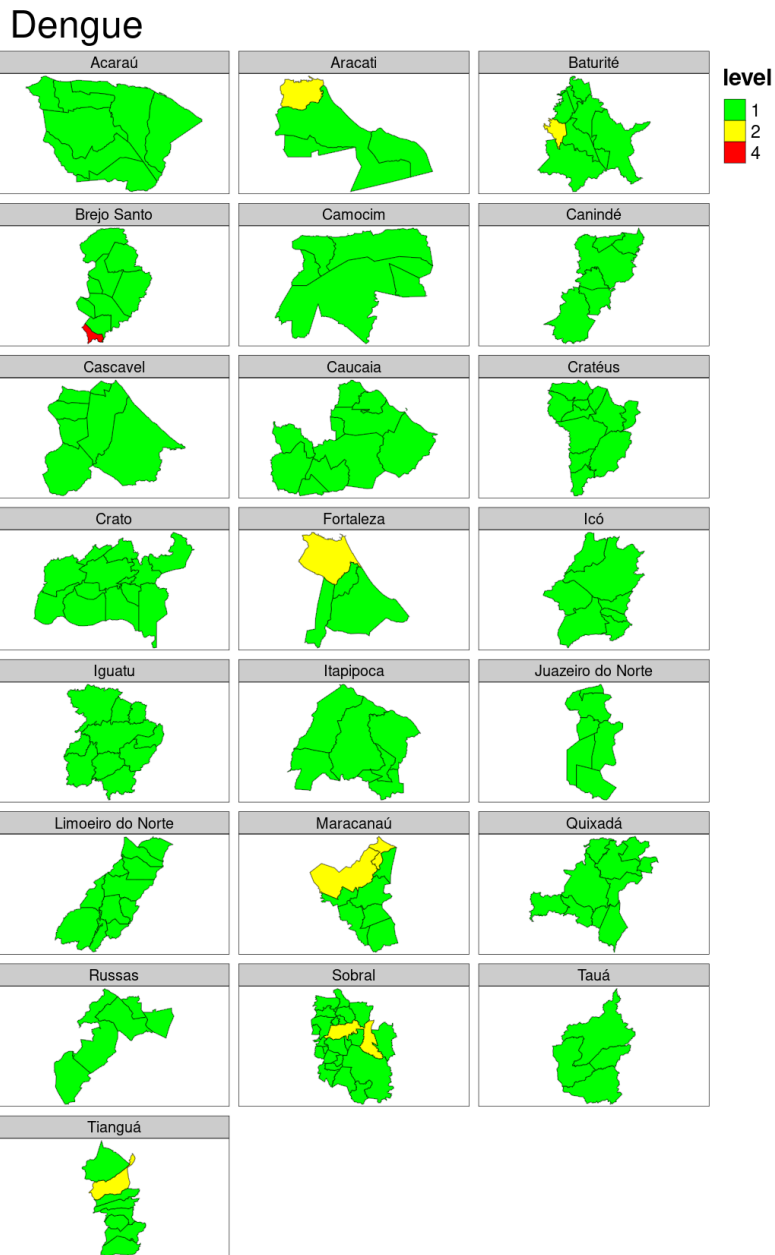 Dengue
Acaraú
Aracati
Baturité
level
1
2
4
Brejo Santo
Camocim
Canindé
Cascavel
Caucaia
Cratéus
Crato
Fortaleza
Icó
Iguatu
Itapipoca
Juazeiro do Norte
Limoeiro do Norte
Maracanaú
Quixadá
Russas
Sobral
Tauá
Tianguá